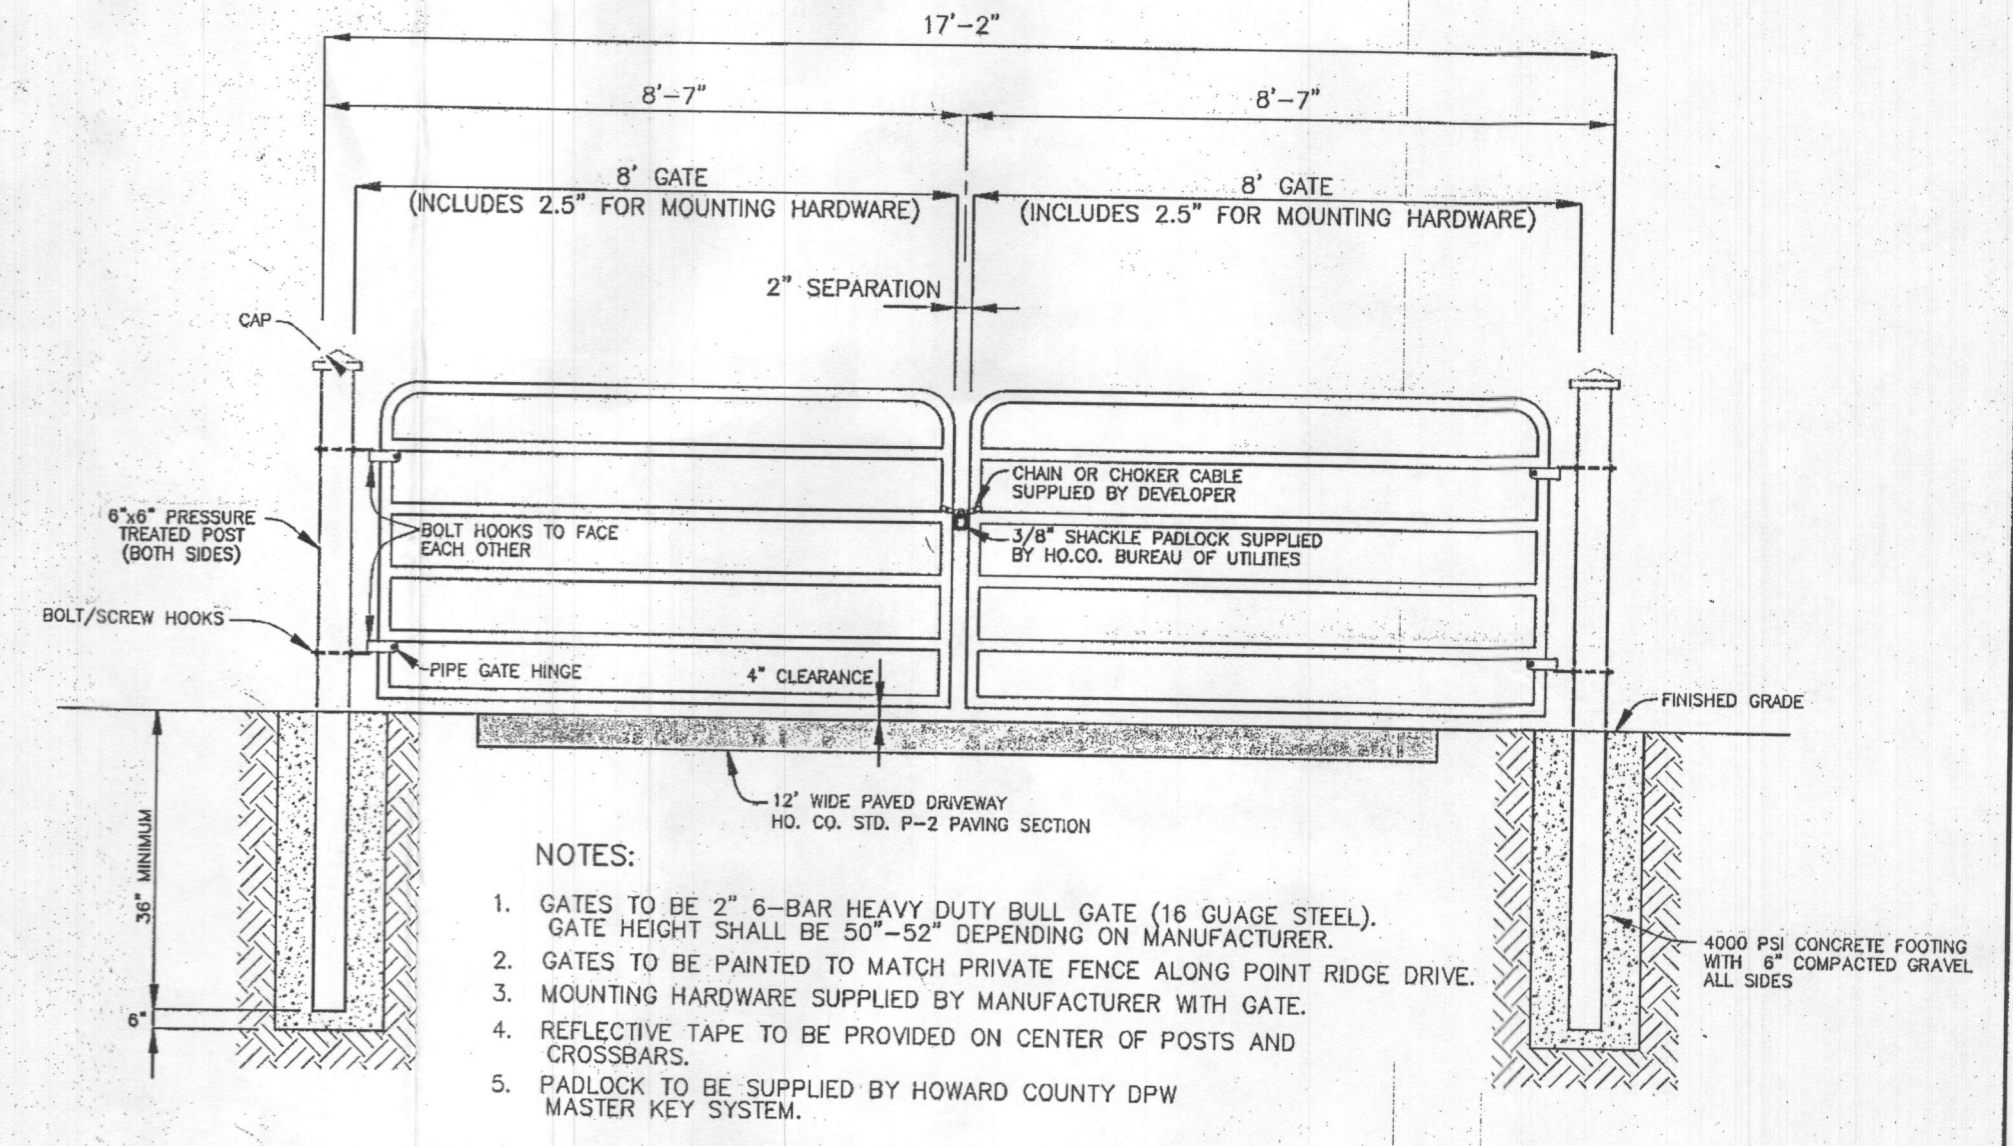 17'-2"
8'-7"
8'-7"
8' GATE
(INCLUDES 2.5" FOR MOUNTING HARDWARE)
8' GATE
(INCLUDES 2.5" FOR MOUNTING HARDWARE)
2" SEPARATION
CAP
CHAIN OR CHOKER CABLE
SUPPLIED BY DEVELOPER
6"x6" PRESSURE
TREATED POST
(BOTH SIDES)
BOLT HOOKS TO FACE
EACH OTHER
3/8" SHACKLE PADLOCK SUPPLIED
BY HO.CO. BUREAU OF UTILITIES
BOLT/SCREW HOOKS
PIPE GATE HINGE
4" CLEARANCE
FINISHED GRADE
12' WIDE PAVED DRIVEWAY
HO. CO. STD. P-2 PAVING SECTION
36" MINIMUM
6"
NOTES:
1. GATES TO BE 2" 6-BAR HEAVY DUTY BULL GATE (16 GUAGE STEEL).
GATE HEIGHT SHALL BE 50"-52" DEPENDING ON MANUFACTURER.
2. GATES TO BE PAINTED TO MATCH PRIVATE FENCE ALONG POINT RIDGE DRIVE.
3. MOUNTING HARDWARE SUPPLIED BY MANUFACTURER WITH GATE.
4. REFLECTIVE TAPE TO BE PROVIDED ON CENTER OF POSTS AND
CROSSBARS.
5. PADLOCK TO BE SUPPLIED BY HOWARD COUNTY DPW
MASTER KEY SYSTEM.
4000 PSI CONCRETE FOOTING
WITH 6" COMPACTED GRAVEL
ALL SIDES